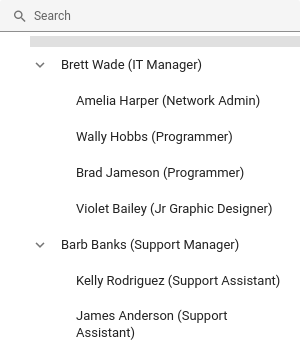 Search
Brett Wade (IT Manager)
Amelia Harper (Network Admin)
Wally Hobbs (Programmer)
Brad Jameson (Programmer)
Violet Bailey (Jr Graphic Designer)
Barb Banks (Support Manager)
Kelly Rodriguez (Support Assistant)
James Anderson (Support
Assistant)